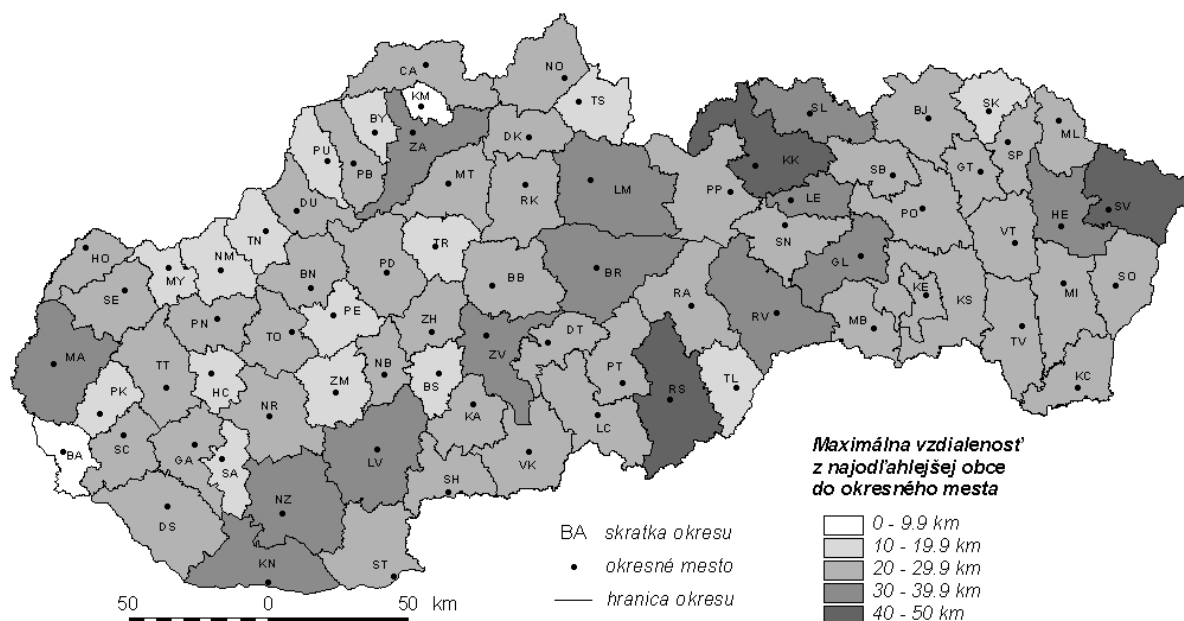 CA
NO
KM
TS
BY
ZA
DK
SL
BJ
SK
ML
PU
PB
MT
RK
LM
PP
KK
SB
GT
SP
LE
PO
HE
SV
DU
TN
TR
SN
VT
HO
MY
NM
BN
PD
BB
BR
GL
SO
SE
PN
TO
PE
ZH
RA
RV
KE
KS
MI
MB
TV
MA
TT
HC
ZM
NB
BS
ZV
DT
PT
RS
TL
KC
PK
NR
KA
LC
BA
SC
GA
SA
LV
SH
VK
DS
NZ
KN
ST
Maximálna vzdialenosť
z najodľahlejšej obce
do okresného mesta
0 - 9.9 km
10 - 19.9 km
20 - 29.9 km
30 - 39.9 km
40 - 50 km
BA skratka okresu
okresné mesto
hranica okresu
50 0 50 km